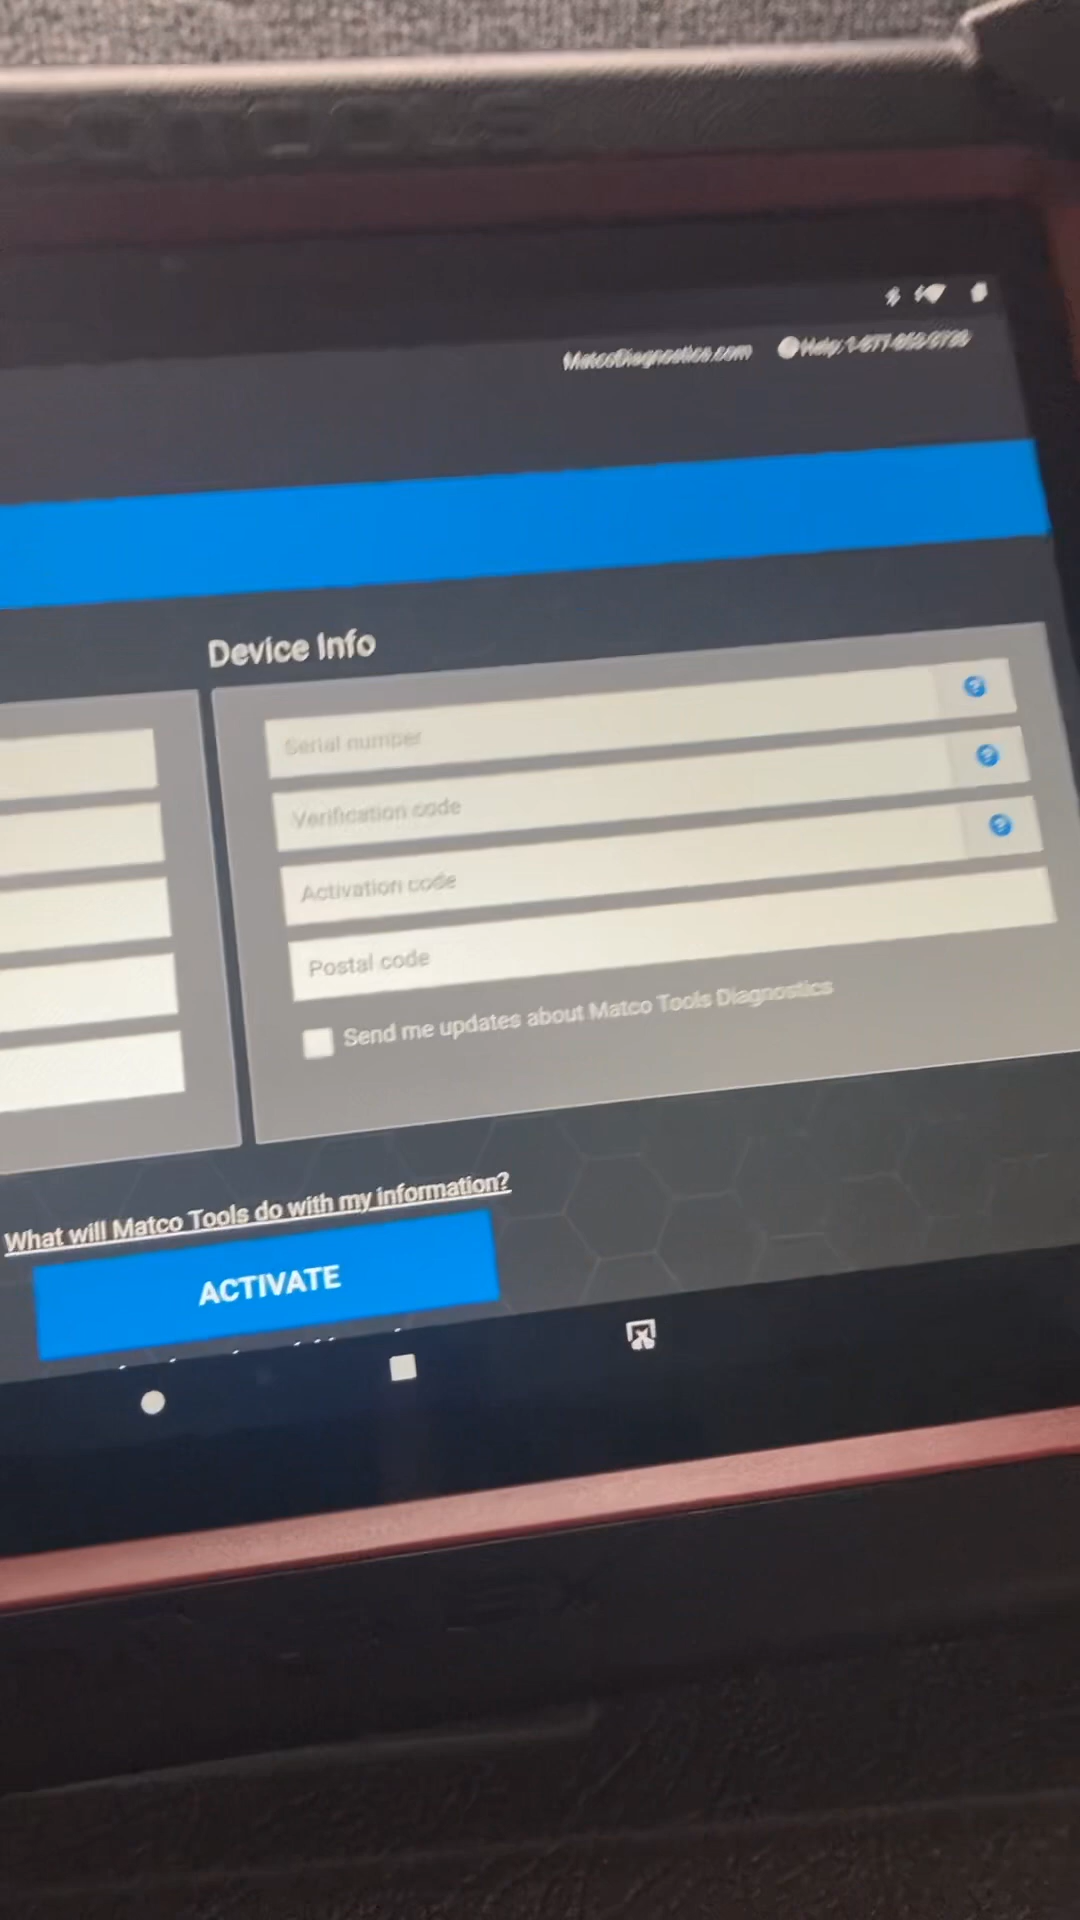 MatcoDiagnostics.com
Device Info
Serial number
Verification code
Activation code
Postal code
Send me updates about Matco Tools Diagnostics
What will Matco Tools do with my information?
ACTIVATE